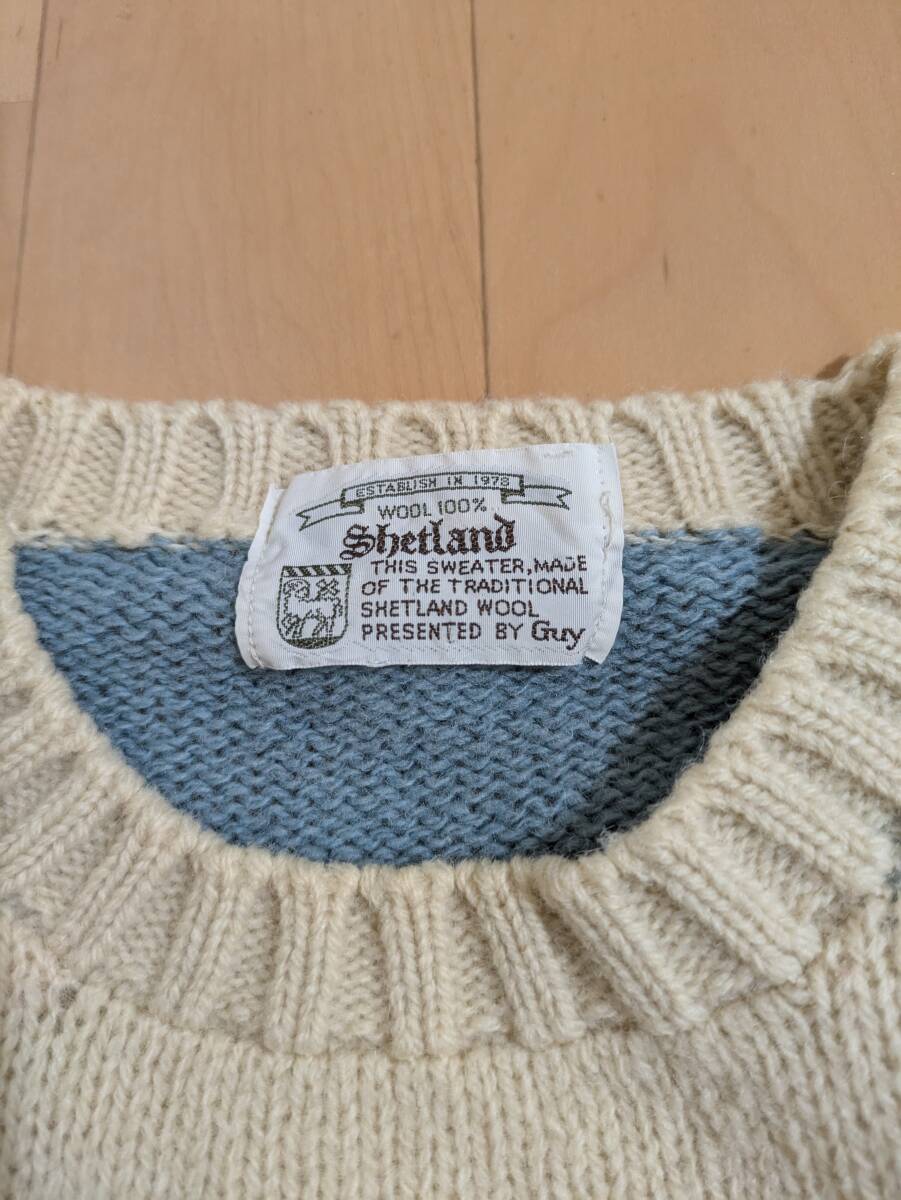 ESTABLISH IN 1978
WOOL 100%
Shetland
THIS SWEATER, MADE
OF THE TRADITIONAL
SHETLAND WOOL
PRESENTED BY Guy